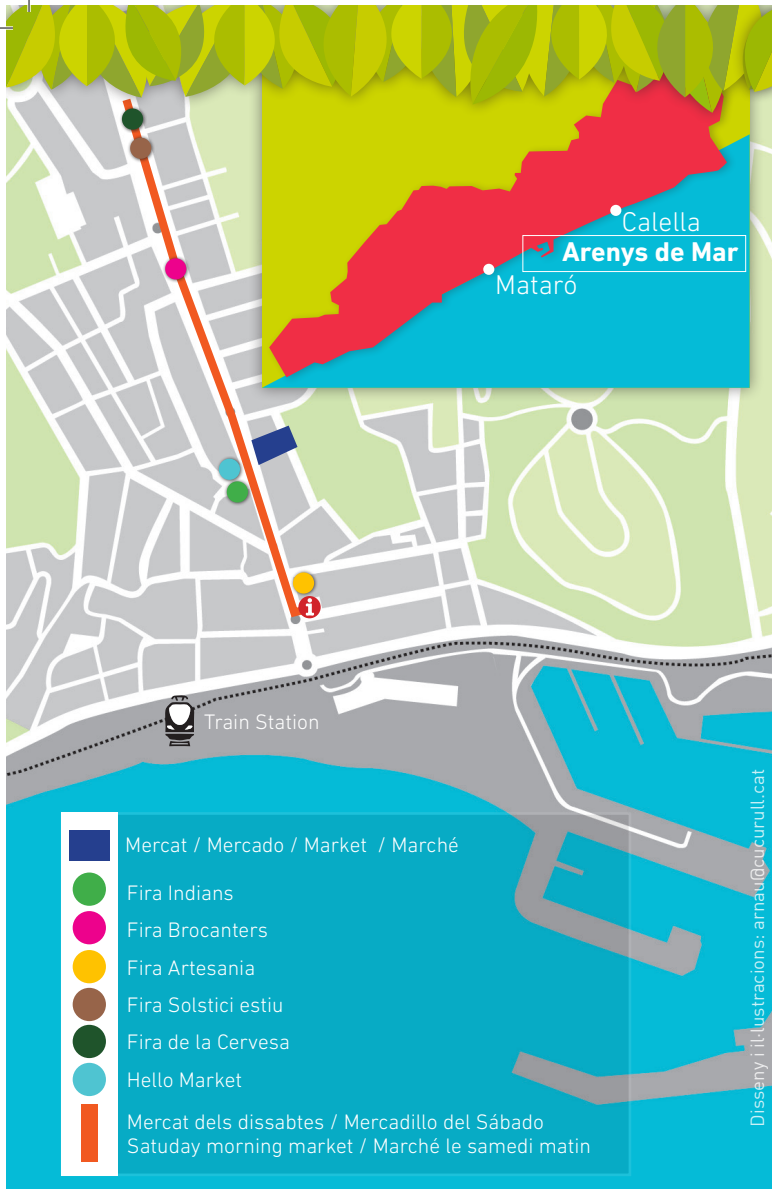 Calella
Arenys de Mar
Mataró
i
Train Station
Mercat / Mercado / Market / Marché
Fira Indians
Fira Brocanters
Fira Artesania
Fira Solstici estiu
Fira de la Cervesa
Hello Market
Mercat dels dissabtes / Mercadillo del Sábado
Satuday morning market / Marché le samedi matin
Disseny i il·lustracions: arnau@cucurull.cat